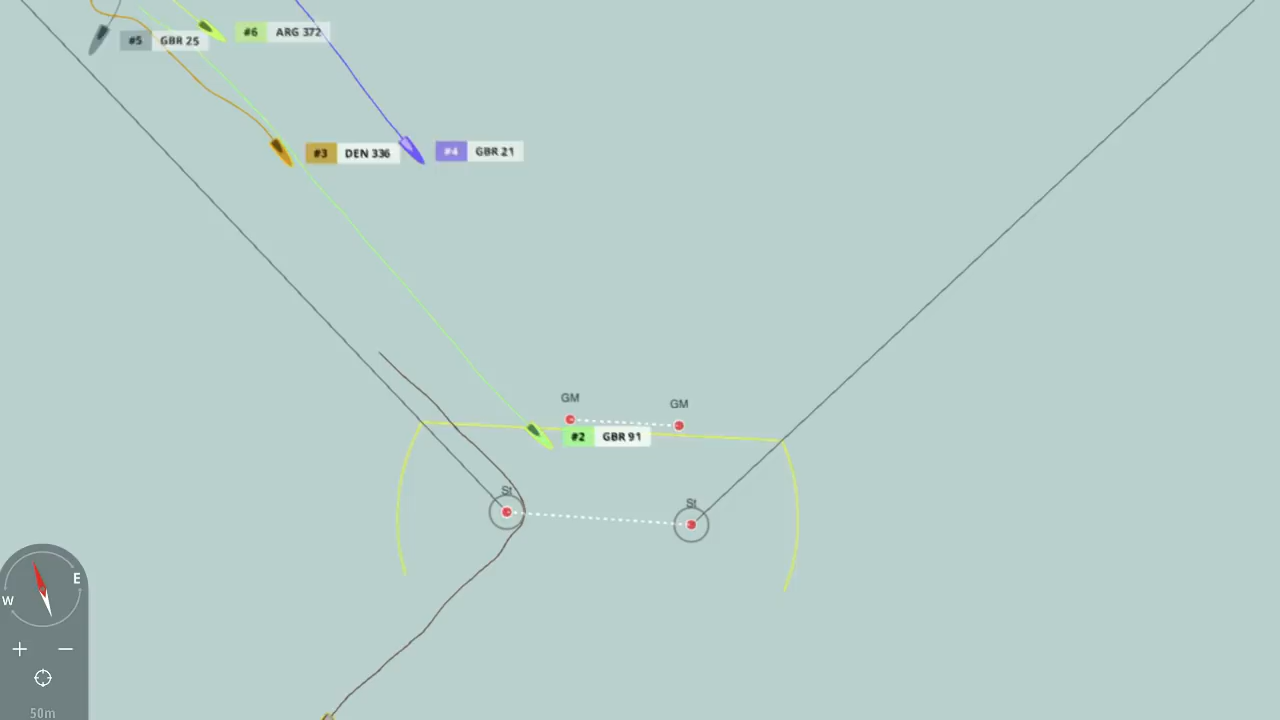 #6 ARG 372
#5 GBR 25
#3 DEN 336
#4 GBR 21
GM
GM
#2 GBR 91
St
St
E
W
+ −
50m